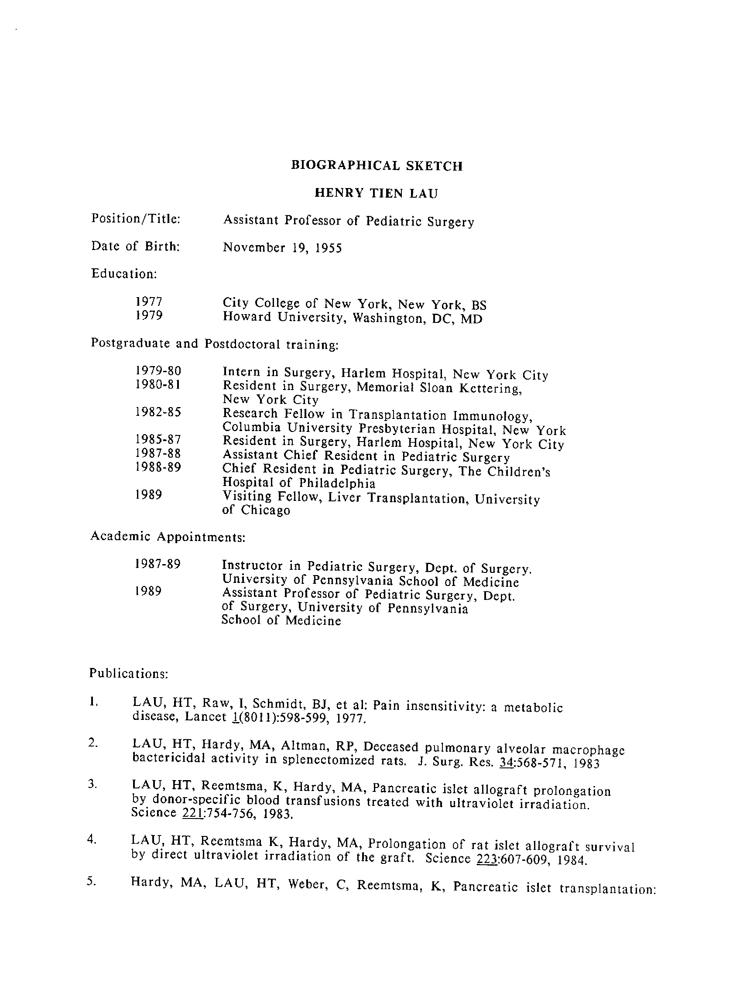 BIOGRAPHICAL SKETCH
HENRY TIEN LAU
Position/Title: Assistant Professor of Pediatric Surgery
Date of Birth: November 19, 1955
Education:
1977 City College of New York, New York, BS
1979 Howard University, Washington, DC, MD
Postgraduate and Postdoctoral training:
1979-80 Intern in Surgery, Harlem Hospital, New York City
1980-81 Resident in Surgery, Memorial Sloan Kettering,
New York City
1982-85 Research Fellow in Transplantation Immunology,
Columbia University Presbyterian Hospital, New York
1985-87 Resident in Surgery, Harlem Hospital, New York City
1987-88 Assistant Chief Resident in Pediatric Surgery
1988-89 Chief Resident in Pediatric Surgery, The Children's
Hospital of Philadelphia
1989 Visiting Fellow, Liver Transplantation, University
of Chicago
Academic Appointments:
1987-89 Instructor in Pediatric Surgery, Dept. of Surgery.
University of Pennsylvania School of Medicine
1989 Assistant Professor of Pediatric Surgery, Dept.
of Surgery, University of Pennsylvania
School of Medicine
Publications:
1. LAU, HT, Raw, I, Schmidt, BJ, et al: Pain insensitivity: a metabolic
disease, Lancet 1(8011):598-599, 1977.
2. LAU, HT, Hardy, MA, Altman, RP, Deceased pulmonary alveolar macrophage
bactericidal activity in splenectomized rats. J. Surg. Res. 34:568-571, 1983
3. LAU, HT, Reemtsma, K, Hardy, MA, Pancreatic islet allograft prolongation
by donor-specific blood transfusions treated with ultraviolet irradiation.
Science 221:754-756, 1983.
4. LAU, HT, Reemtsma K, Hardy, MA, Prolongation of rat islet allograft survival
by direct ultraviolet irradiation of the graft. Science 223:607-609, 1984.
5. Hardy, MA, LAU, HT, Weber, C, Reemtsma, K, Pancreatic islet transplantation: